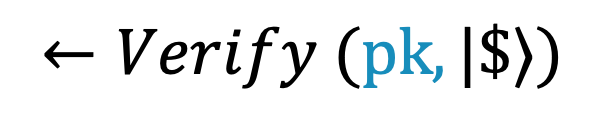 ← Verify (pk, |$⟩)